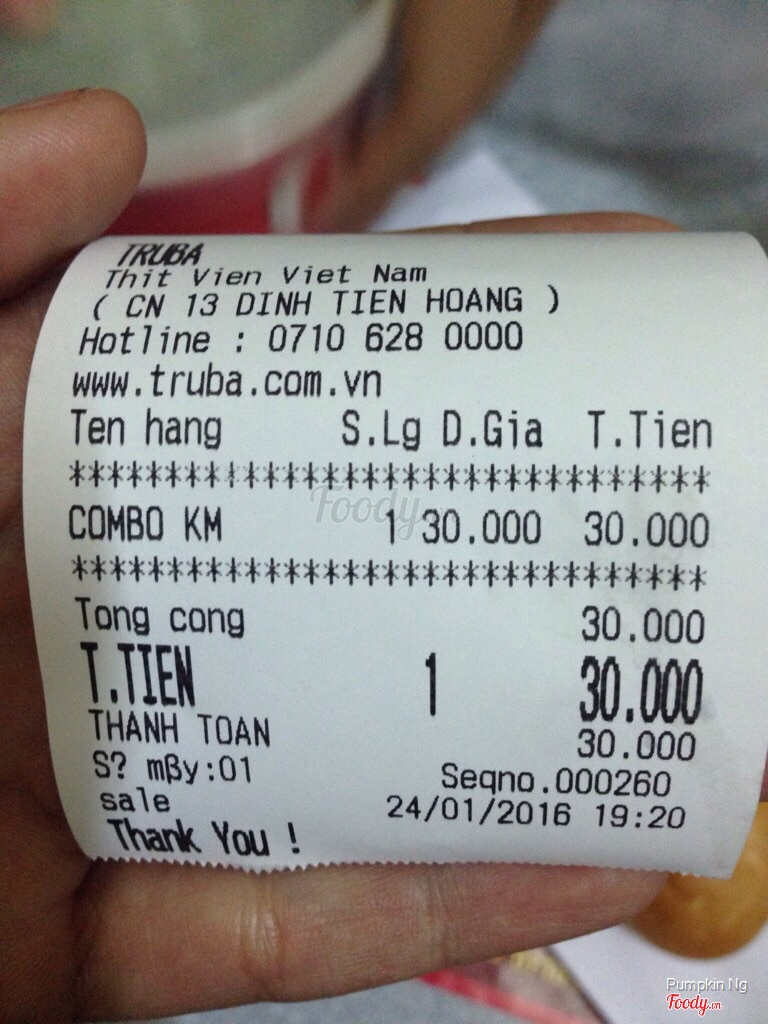 TRUBA
Thit Vien Viet Nam
( CN 13 DINH TIEN HOANG )
Hotline : 0710 628 0000
www.truba.com.vn
Ten hang S.Lg D.Gia T.Tien
*******************************
COMBO KM 1 30.000 30.000
*******************************
Tong cong 30.000
T.TIEN 1 30.000
THANH TOAN 30.000
S? mβy:01 Seqno.000260
sale 24/01/2016 19:20
Thank You !
Foody.vn
Pumpkin Ng
Foody.vn